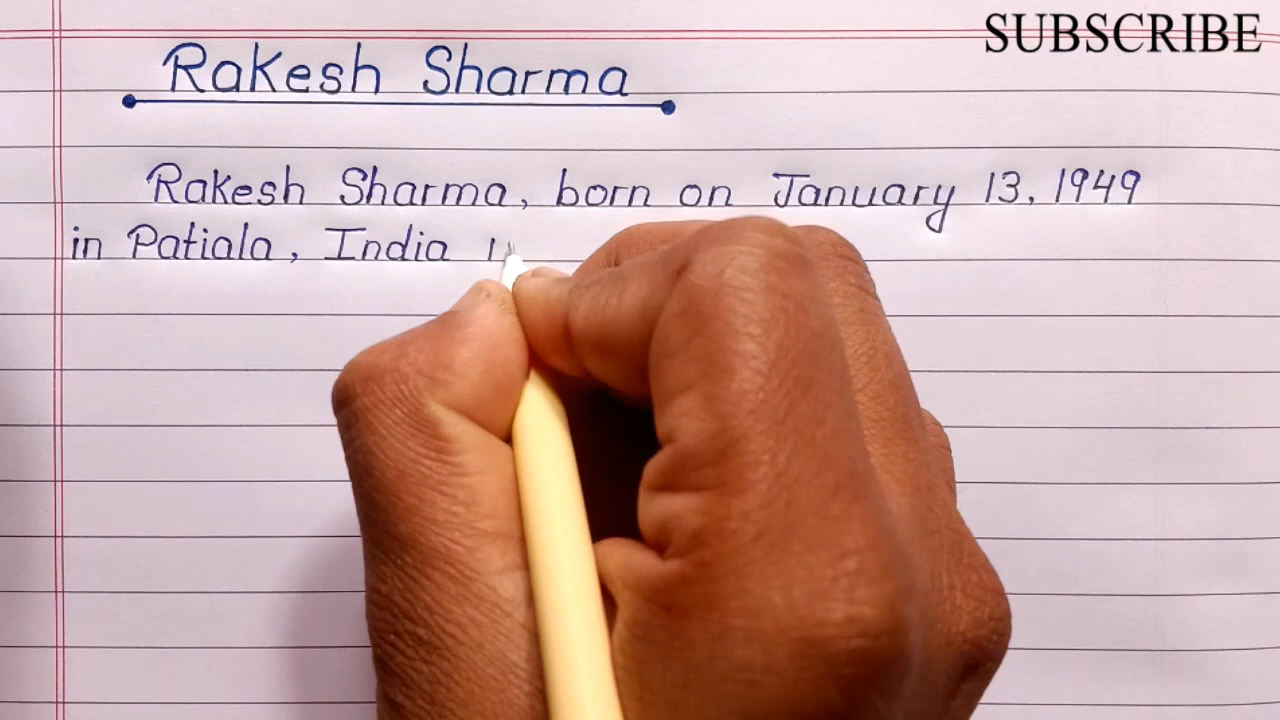 SUBSCRIBE
Rakesh Sharma
Rakesh Sharma, born on January 13, 1949
in Patiala, India